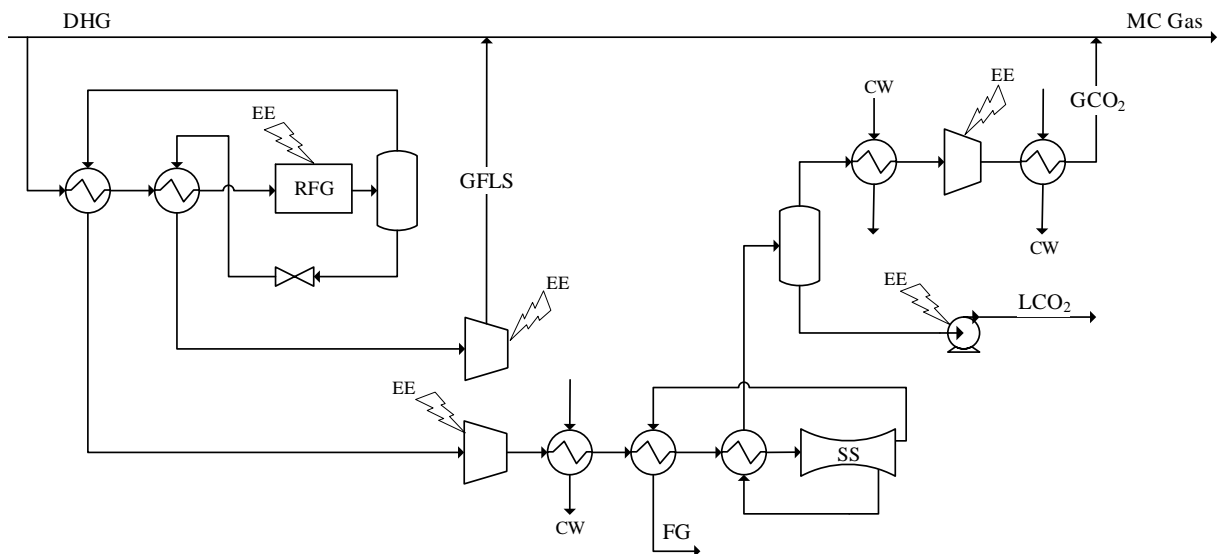 DHG
MC Gas
EE
CW
GCO₂
EE
RFG
GFLS
CW
EE
EE
LCO₂
EE
SS
CW
FG